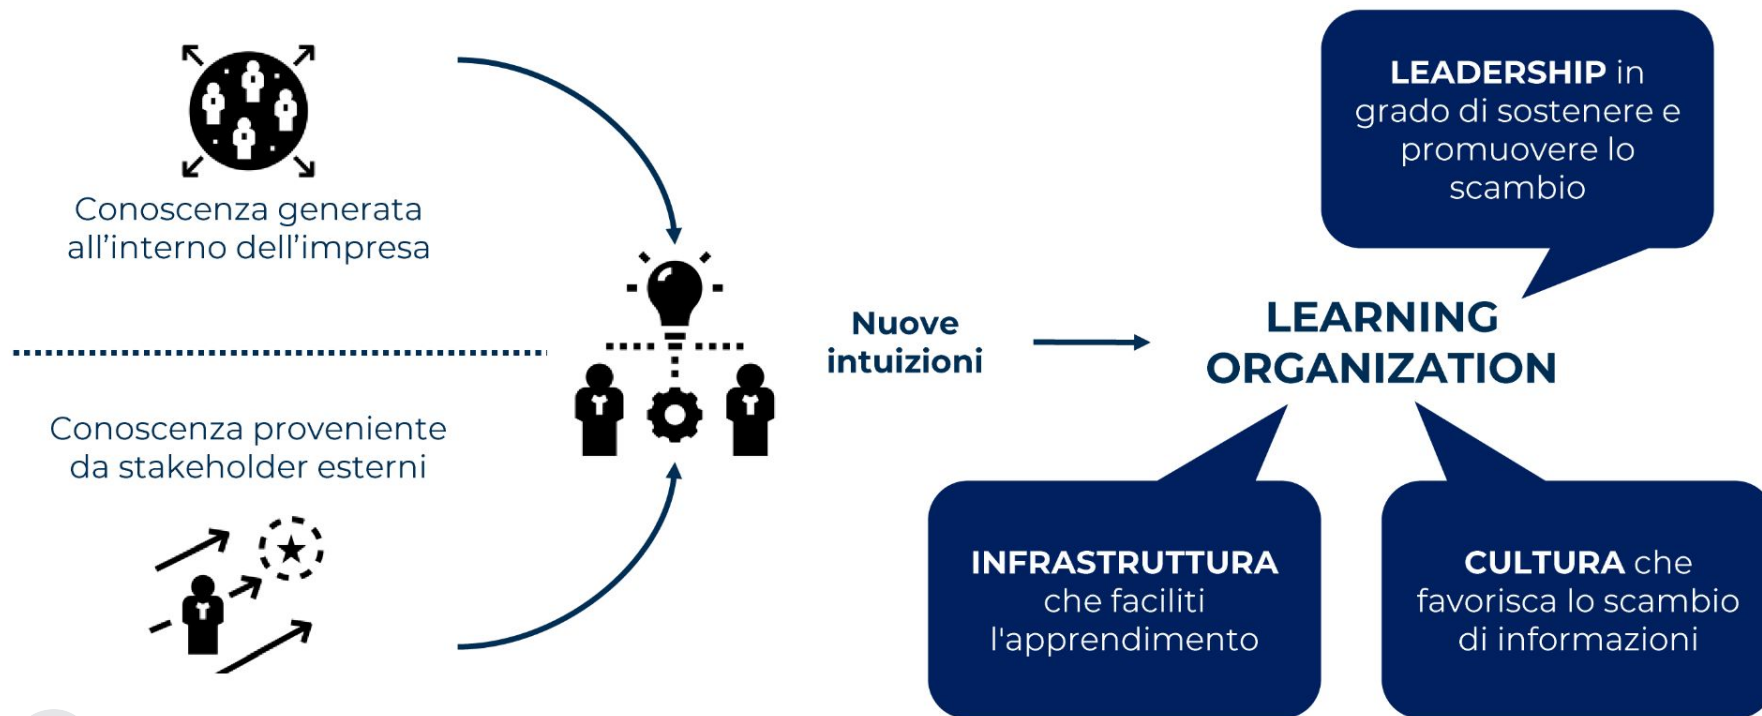 Conoscenza generata
all'interno dell'impresa
Conoscenza proveniente
da stakeholder esterni
Nuove
intuizioni
LEADERSHIP in
grado di sostenere e
promuovere lo
scambio
LEARNING
ORGANIZATION
INFRASTRUTTURA
che faciliti
l'apprendimento
CULTURA che
favorisca lo scambio
di informazioni